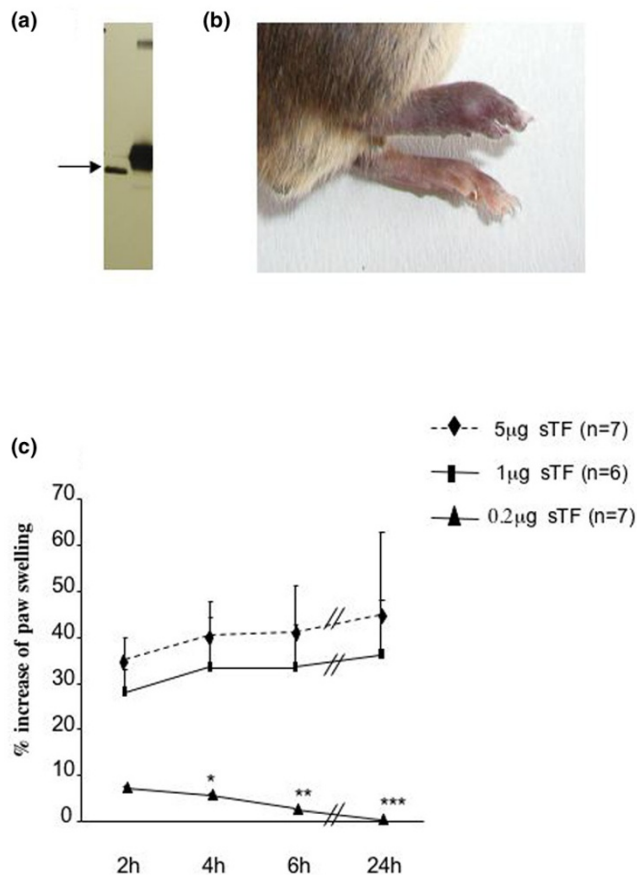 (a)
(b)
(c)
5μg sTF (n=7)
1μg sTF (n=6)
0.2μg sTF (n=7)
% increase of paw swelling
70
60
50
40
30
20
10
0
*
**
***
2h
4h
6h
24h